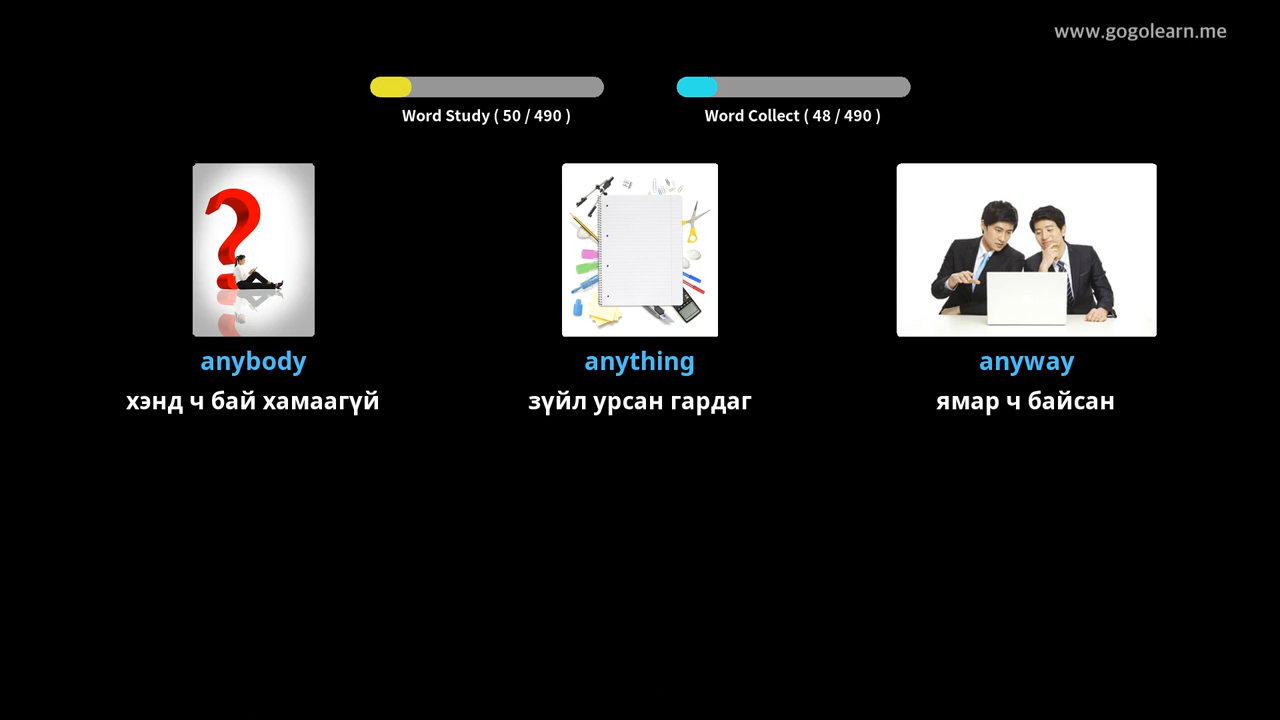 www.gogolearn.me
Word Study ( 50 / 490 )
Word Collect ( 48 / 490 )
anybody
хэнд ч бай хамаагүй
anything
зүйл урсан гардаг
anyway
ямар ч байсан